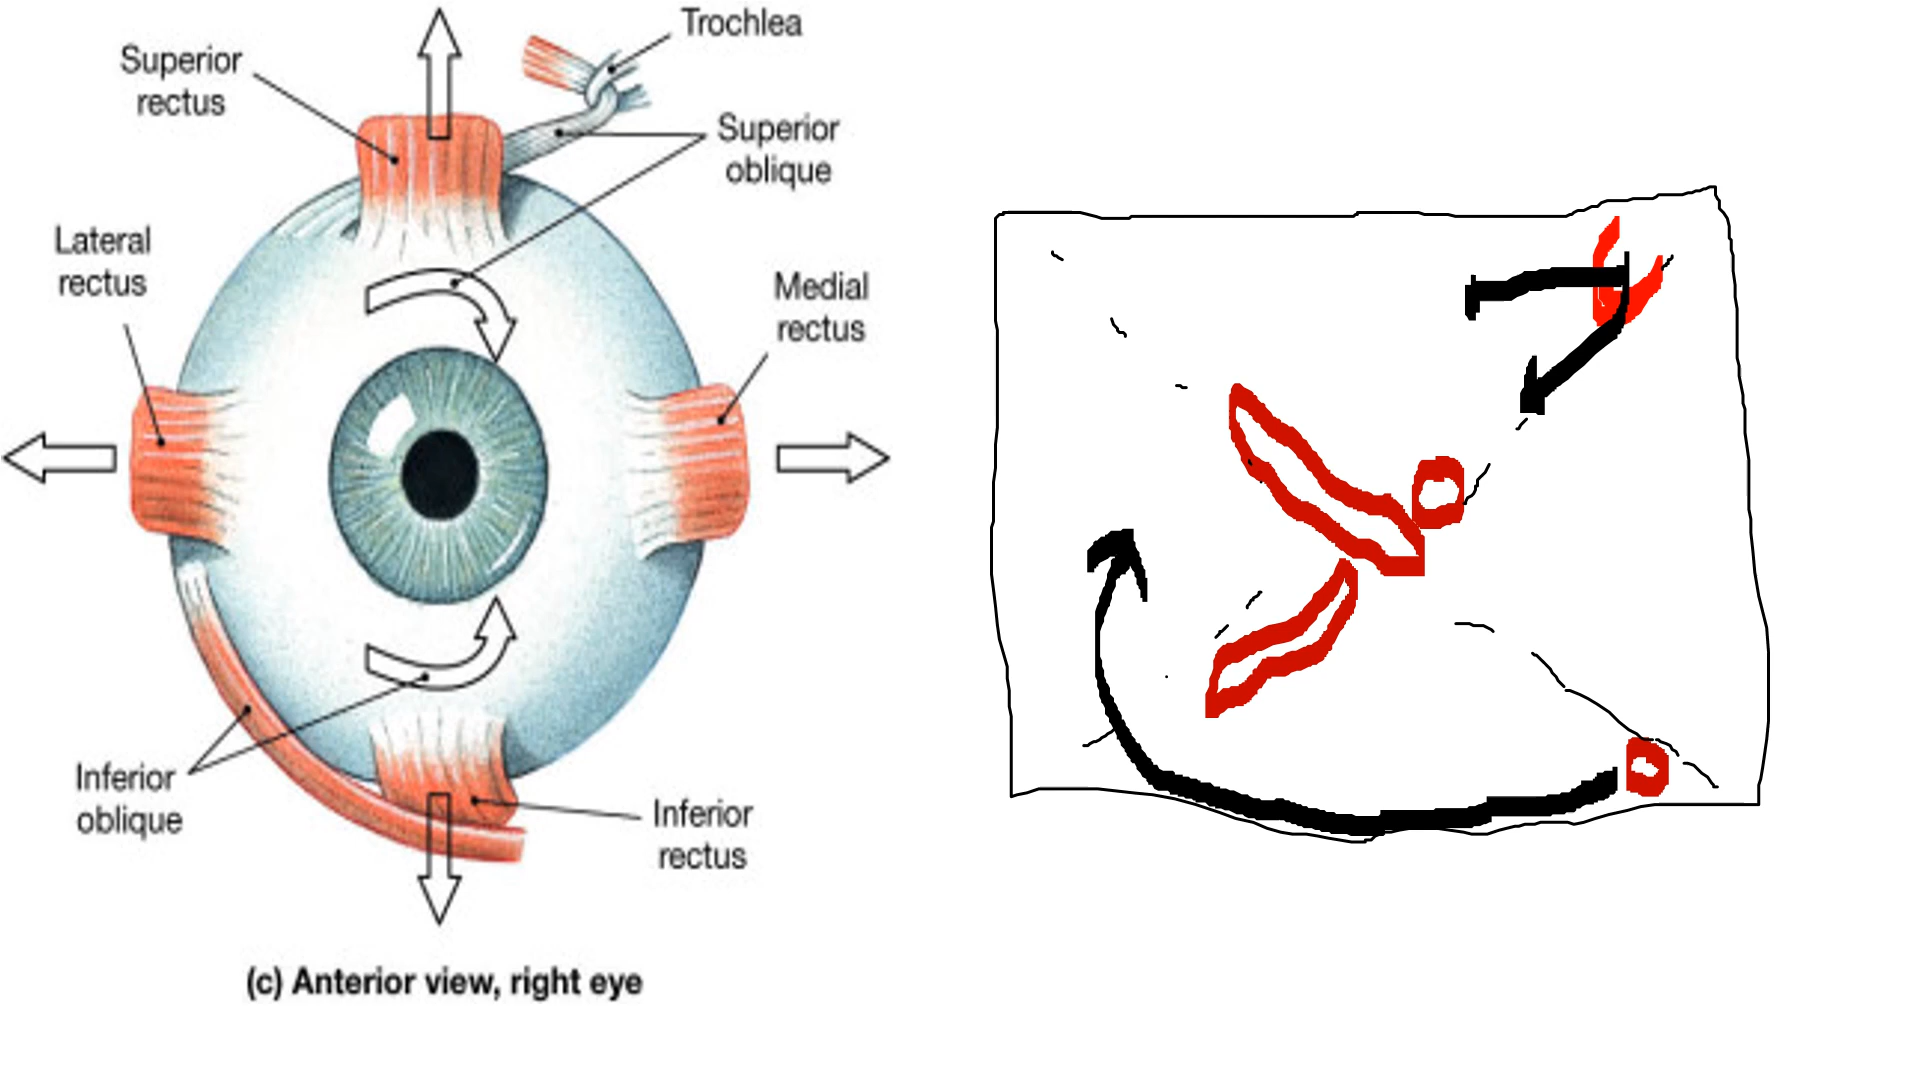 Trochlea
Superior
rectus
Superior
oblique
Lateral
rectus
Medial
rectus
Inferior
oblique
Inferior
rectus
(c) Anterior view, right eye